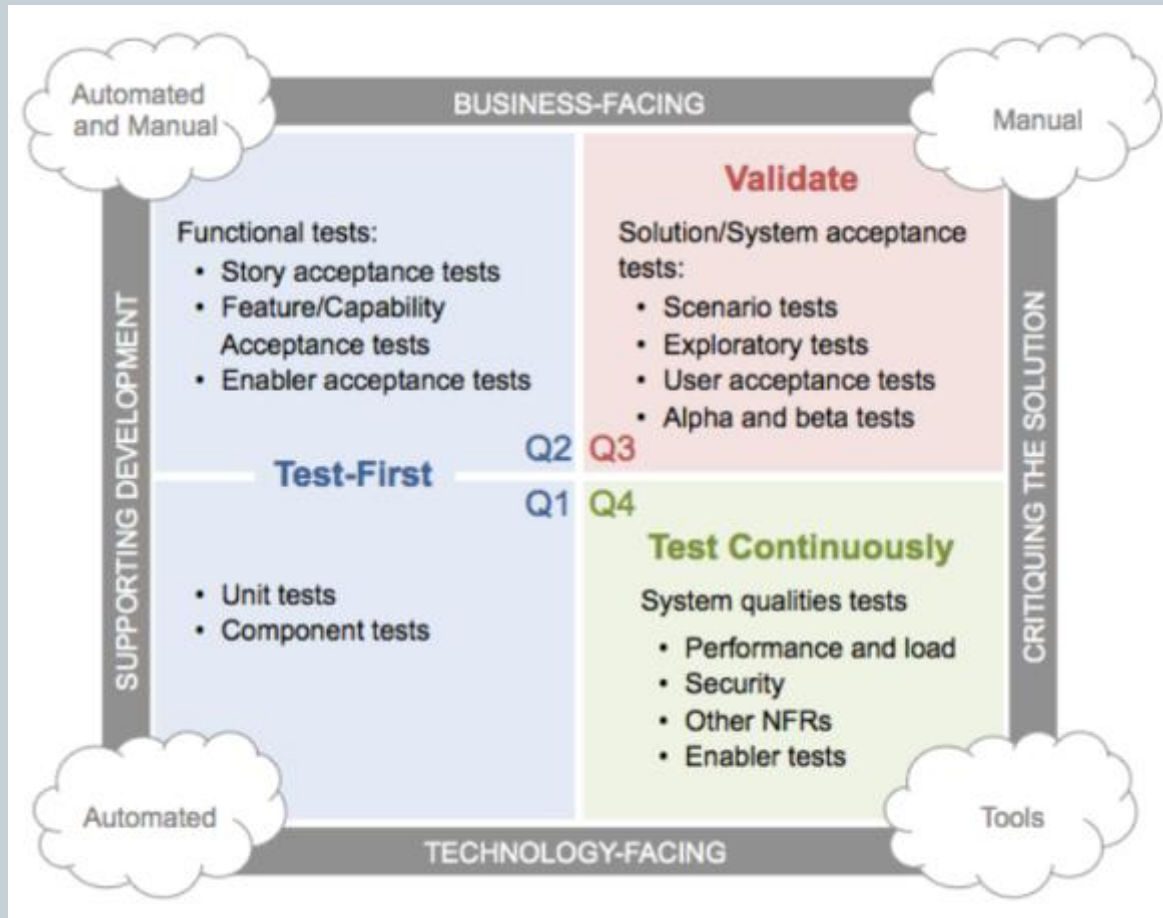 Automated
and Manual
BUSINESS-FACING
Manual
SUPPORTING DEVELOPMENT
Functional tests:
• Story acceptance tests
• Feature/Capability
Acceptance tests
• Enabler acceptance tests
Q2
Validate
Solution/System acceptance
tests:
• Scenario tests
• Exploratory tests
• User acceptance tests
• Alpha and beta tests
Q3
CRITIQUING THE SOLUTION
Test-First
Q1
• Unit tests
• Component tests
Q4
Test Continuously
System qualities tests
• Performance and load
• Security
• Other NFRs
• Enabler tests
Automated
TECHNOLOGY-FACING
Tools